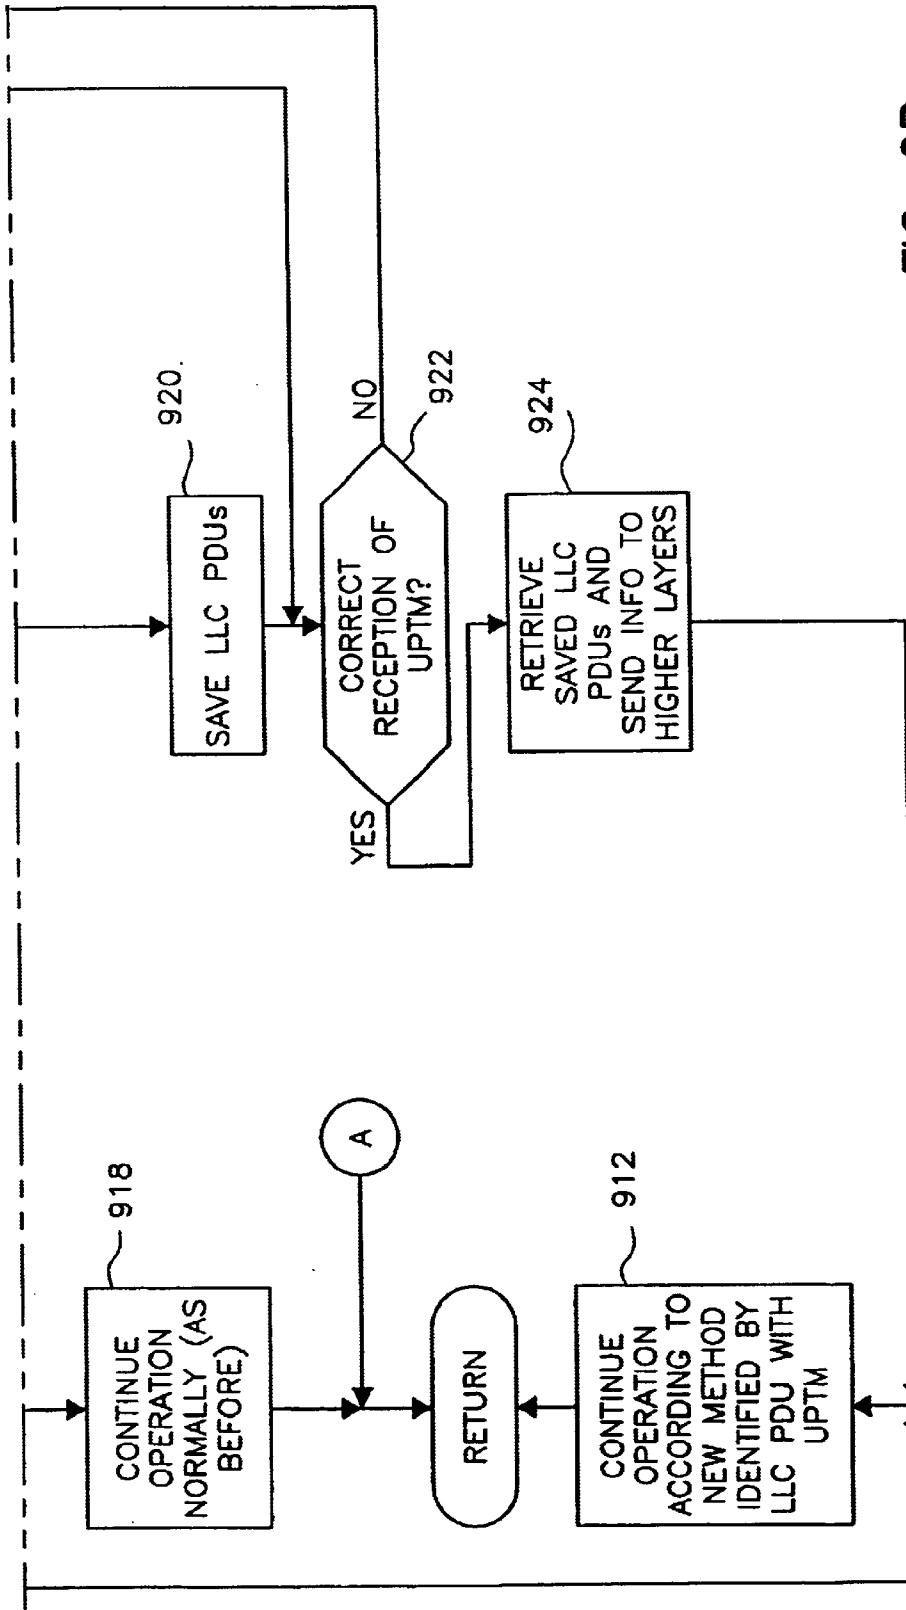 918
CONTINUE
OPERATION
NORMALLY (AS
BEFORE)
A
RETURN
912
CONTINUE
OPERATION
ACCORDING TO
NEW METHOD
IDENTIFIED BY
LLC PDU WITH
UPTM
920.
SAVE LLC PDUs
CORRECT
RECEPTION OF
UPTM?
NO
922
YES
924
RETRIEVE
SAVED LLC
PDUs AND
SEND INFO TO
HIGHER LAYERS